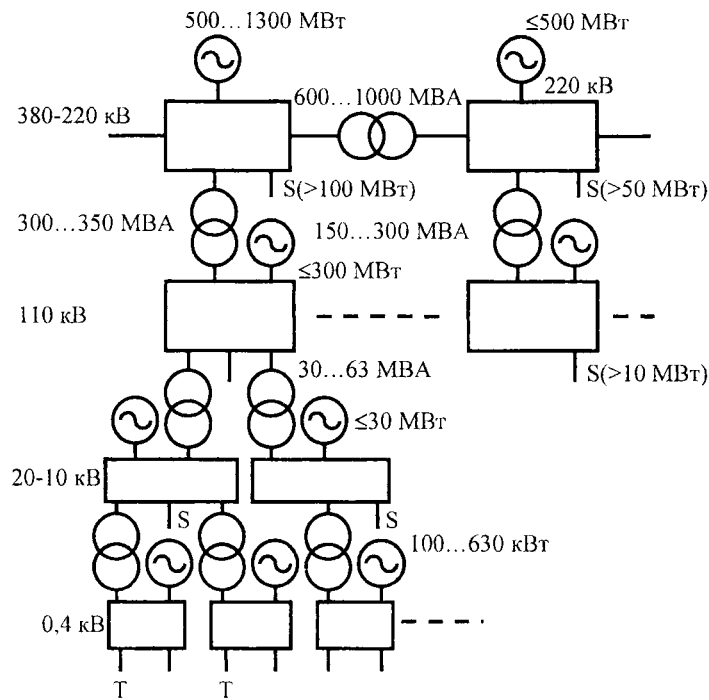 500...1300 МВт
≤500 МВт
600...1000 МВА
220 кВ
380-220 кВ
S(>100 МВт)
S(>50 МВт)
300...350 МВА
150...300 МВА
≤300 МВт
110 кВ
30...63 МВА
S(>10 МВт)
≤30 МВт
20-10 кВ
S
S
100...630 кВт
0,4 кВ
T
T